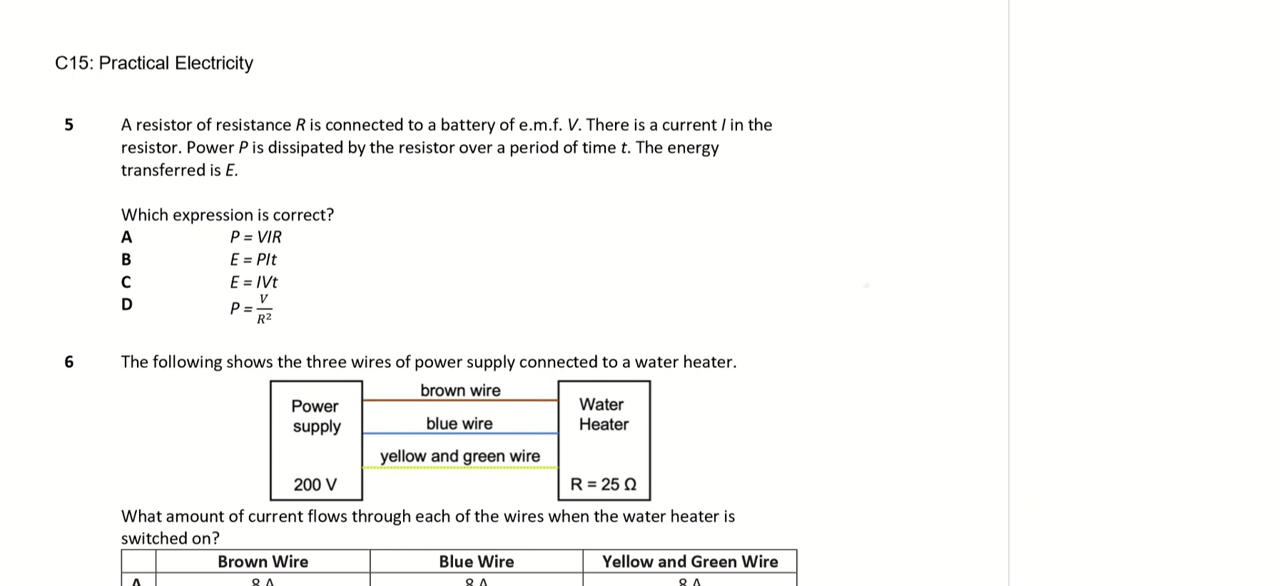 C15: Practical Electricity
5 A resistor of resistance R is connected to a battery of e.m.f. V. There is a current I in the
resistor. Power P is dissipated by the resistor over a period of time t. The energy
transferred is E.
Which expression is correct?
A P = VIR
B E = PIt
C E = IVt
D P = V/R²
6 The following shows the three wires of power supply connected to a water heater.
brown wire
Power supply
Water Heater
blue wire
yellow and green wire
200 V
R = 25 Ω
What amount of current flows through each of the wires when the water heater is
switched on?
Brown Wire Blue Wire Yellow and Green Wire
A 8 A 8 A 8 A